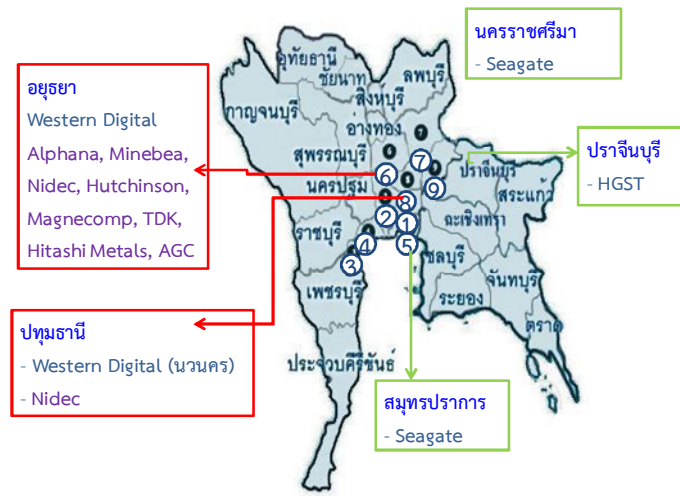 นครราชศรีมา
- Seagate
อยุธยา
Western Digital
Alphana, Minebea,
Nidec, Hutchinson,
Magnecomp, TDK,
Hitashi Metals, AGC
ปราจีนบุรี
- HGST
ปทุมธานี
- Western Digital (นวนคร)
- Nidec
สมุทรปราการ
- Seagate
อุทัยธานี
ชัยนาท
ลพบุรี
สิงห์บุรี
กาญจนบุรี
อ่างทอง
สุพรรณบุรี
ปราจีนบุรี
นครปฐม
สระแก้ว
ฉะเชิงเทรา
ราชบุรี
ชลบุรี
จันทบุรี
เพชรบุรี
ระยอง
ตราด
ประจวบคีรีขันธ์
7
6
7
6
9
8
2
1
4
5
3